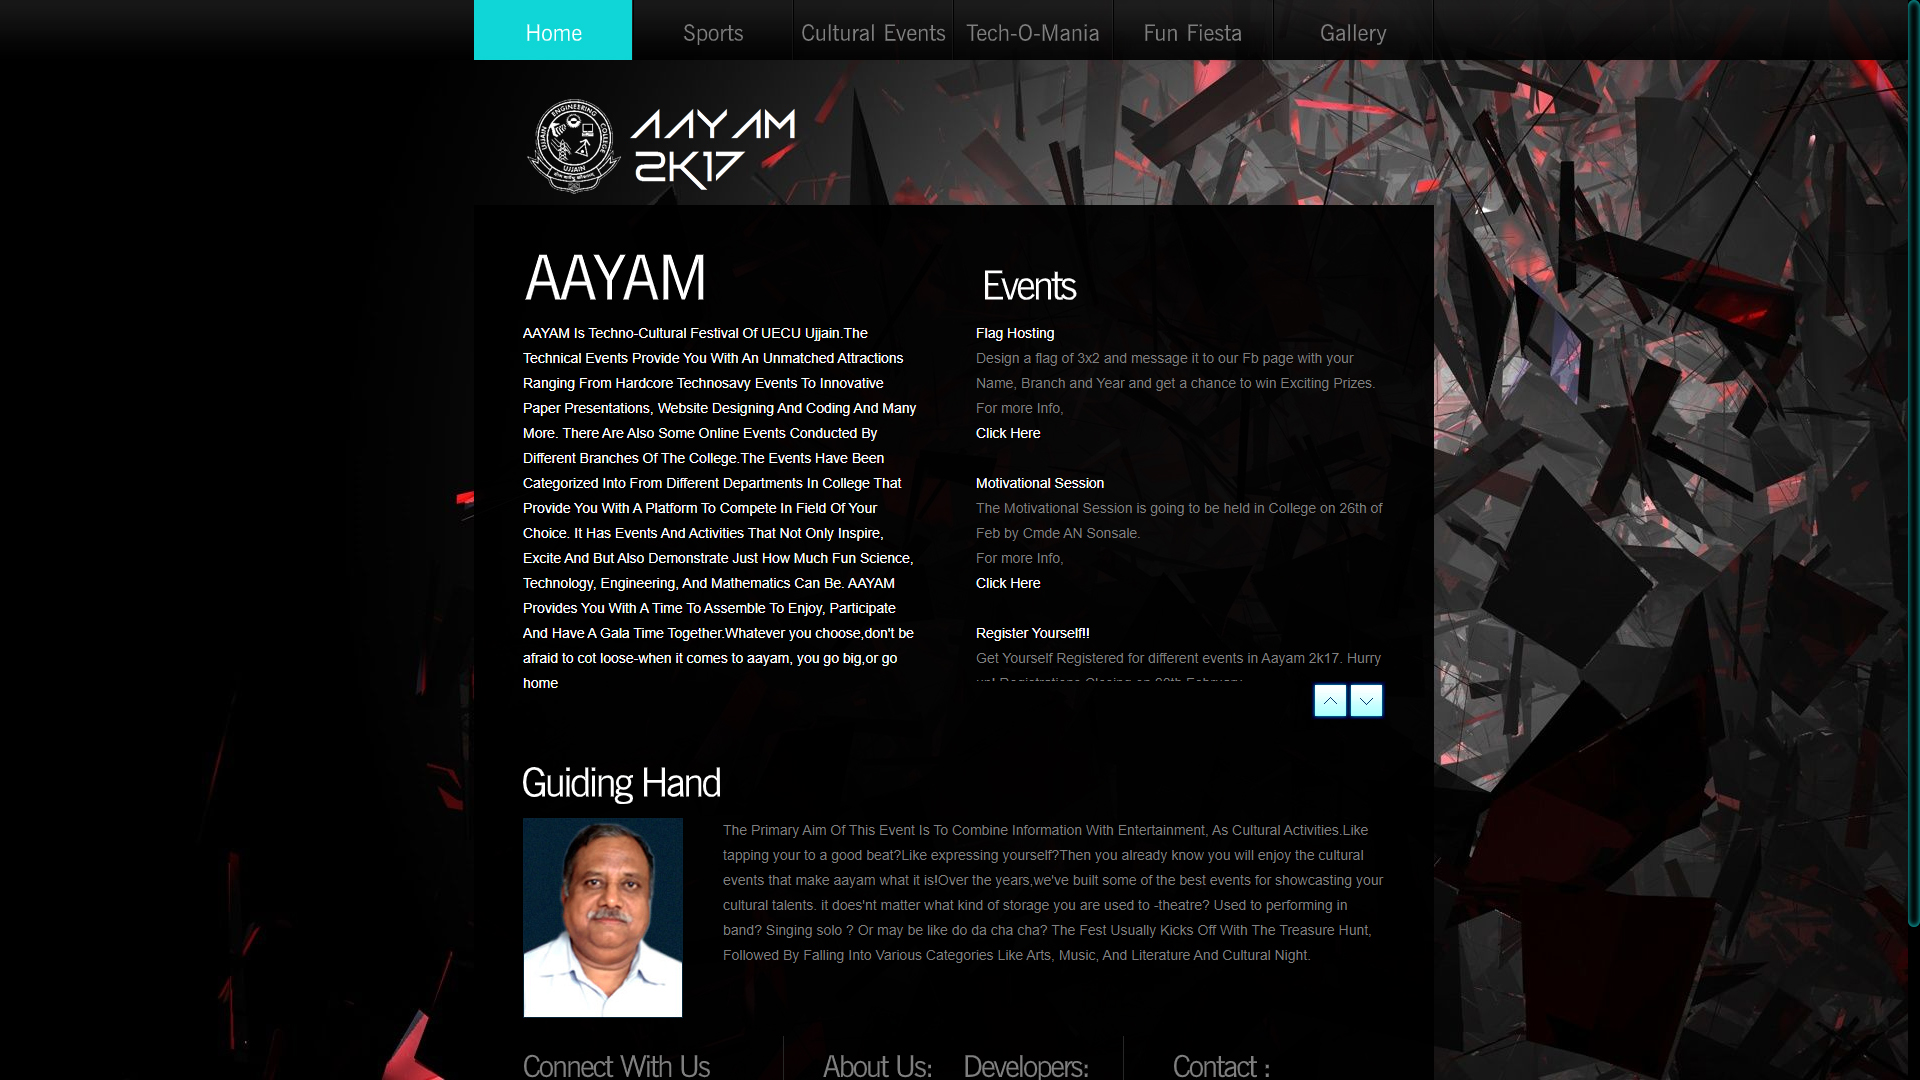 Home Sports Cultural Events Tech-O-Mania Fun Fiesta Gallery
UJJAIN ENGINEERING COLLEGE
UJJAIN
AAYAM
2K17
AAYAM
AAYAM Is Techno-Cultural Festival Of UECU Ujjain.The
Technical Events Provide You With An Unmatched Attractions
Ranging From Hardcore Technosavy Events To Innovative
Paper Presentations, Website Designing And Coding And Many
More. There Are Also Some Online Events Conducted By
Different Branches Of The College.The Events Have Been
Categorized Into From Different Departments In College That
Provide You With A Platform To Compete In Field Of Your
Choice. It Has Events And Activities That Not Only Inspire,
Excite And But Also Demonstrate Just How Much Fun Science,
Technology, Engineering, And Mathematics Can Be. AAYAM
Provides You With A Time To Assemble To Enjoy, Participate
And Have A Gala Time Together.Whatever you choose,don't be
afraid to cot loose-when it comes to aayam, you go big,or go
home
Events
Flag Hosting
Design a flag of 3x2 and message it to our Fb page with your
Name, Branch and Year and get a chance to win Exciting Prizes.
For more Info,
Click Here
Motivational Session
The Motivational Session is going to be held in College on 26th of
Feb by Cmde AN Sonsale.
For more Info,
Click Here
Register Yourself!!
Get Yourself Registered for different events in Aayam 2k17. Hurry
up! Registrations Closing on
Guiding Hand
The Primary Aim Of This Event Is To Combine Information With Entertainment, As Cultural Activities.Like
tapping your to a good beat?Like expressing yourself?Then you already know you will enjoy the cultural
events that make aayam what it is!Over the years,we've built some of the best events for showcasting your
cultural talents. it does'nt matter what kind of storage you are used to -theatre? Used to performing in
band? Singing solo ? Or may be like do da cha cha? The Fest Usually Kicks Off With The Treasure Hunt,
Followed By Falling Into Various Categories Like Arts, Music, And Literature And Cultural Night.
Connect With Us About Us: Developers: Contact :